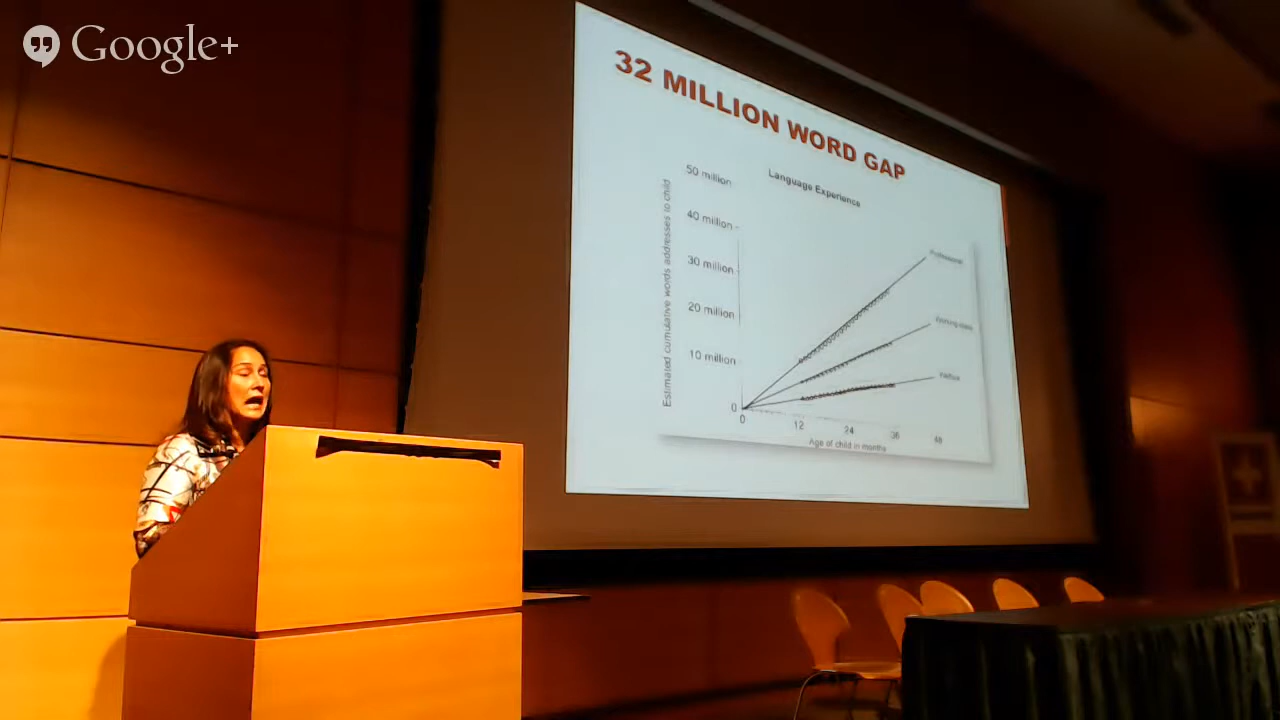 Google+
32 MILLION WORD GAP
Language Experience
Estimated cumulative words addresses to child
50 million
40 million
30 million
20 million
10 million
0
0
12
24
36
48
Professional
Working-class
Welfare
Age of child in months